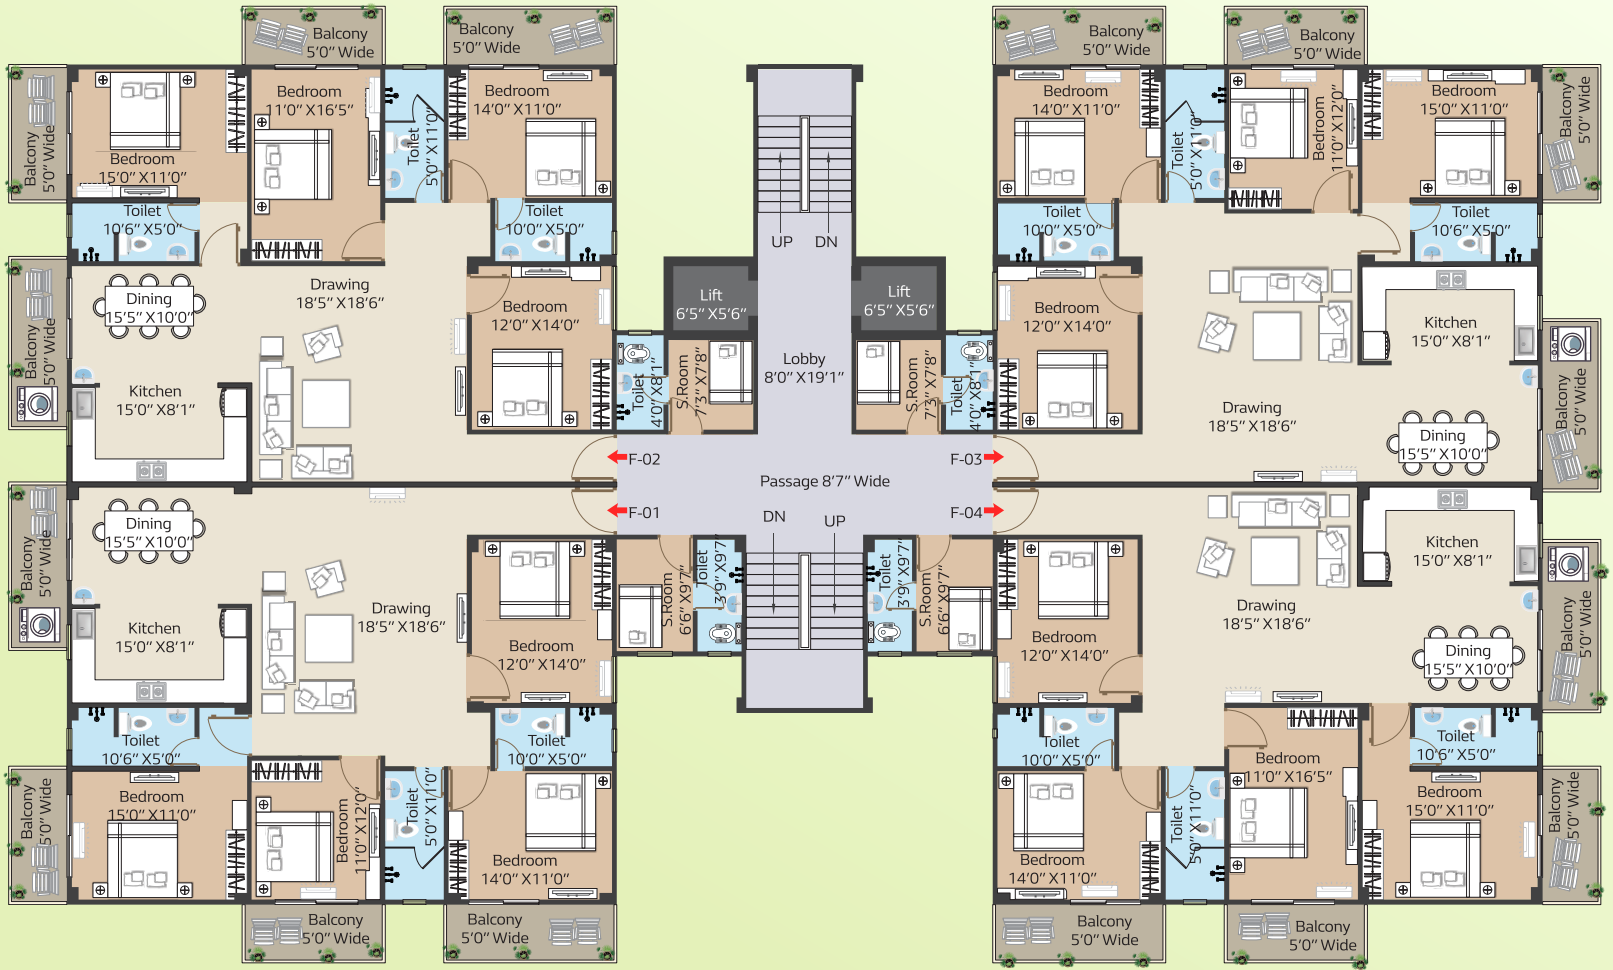 Balcony
5'0" Wide
Balcony
5'0" Wide
Balcony
5'0" Wide
Balcony
5'0" Wide
Balcony
5'0" Wide
Bedroom
15'0" X11'0"
Bedroom
11'0" X16'5"
Toilet
5'0" X11'0"
Bedroom
14'0" X11'0"
Toilet
10'6" X5'0"
Toilet
10'0" X5'0"
Balcony
5'0" Wide
Dining
15'5" X10'0"
Drawing
18'5" X18'6"
Bedroom
12'0" X14'0"
Kitchen
15'0" X8'1"
Toilet
4'0" X8'1"
S.Room
7'3" X7'8"
F-02
UP
DN
Lift
6'5" X5'6"
Lift
6'5" X5'6"
Lobby
8'0" X19'1"
Passage 8'7" Wide
Bedroom
14'0" X11'0"
Toilet
5'0" X11'0"
Bedroom
11'0" X12'0"
Bedroom
15'0" X11'0"
Balcony
5'0" Wide
Toilet
10'0" X5'0"
Toilet
10'6" X5'0"
Bedroom
12'0" X14'0"
S.Room
7'3" X7'8"
Toilet
4'0" X8'1"
Kitchen
15'0" X8'1"
Drawing
18'5" X18'6"
Dining
15'5" X10'0"
Balcony
5'0" Wide
F-03
F-01
Balcony
5'0" Wide
Dining
15'5" X10'0"
Kitchen
15'0" X8'1"
Drawing
18'5" X18'6"
Bedroom
12'0" X14'0"
S.Room
6'6" X9'7"
Toilet
3'9" X9'7"
DN
UP
Toilet
10'6" X5'0"
Toilet
10'0" X5'0"
Balcony
5'0" Wide
Bedroom
15'0" X11'0"
Bedroom
11'0" X12'0"
Toilet
5'0" X11'0"
Bedroom
14'0" X11'0"
Balcony
5'0" Wide
Balcony
5'0" Wide
F-04
Toilet
3'9" X9'7"
S.Room
6'6" X9'7"
Bedroom
12'0" X14'0"
Drawing
18'5" X18'6"
Kitchen
15'0" X8'1"
Dining
15'5" X10'0"
Balcony
5'0" Wide
Toilet
10'0" X5'0"
Toilet
10'6" X5'0"
Bedroom
14'0" X11'0"
Toilet
5'0" X11'0"
Bedroom
11'0" X16'5"
Bedroom
15'0" X11'0"
Balcony
5'0" Wide
Balcony
5'0" Wide
Balcony
5'0" Wide